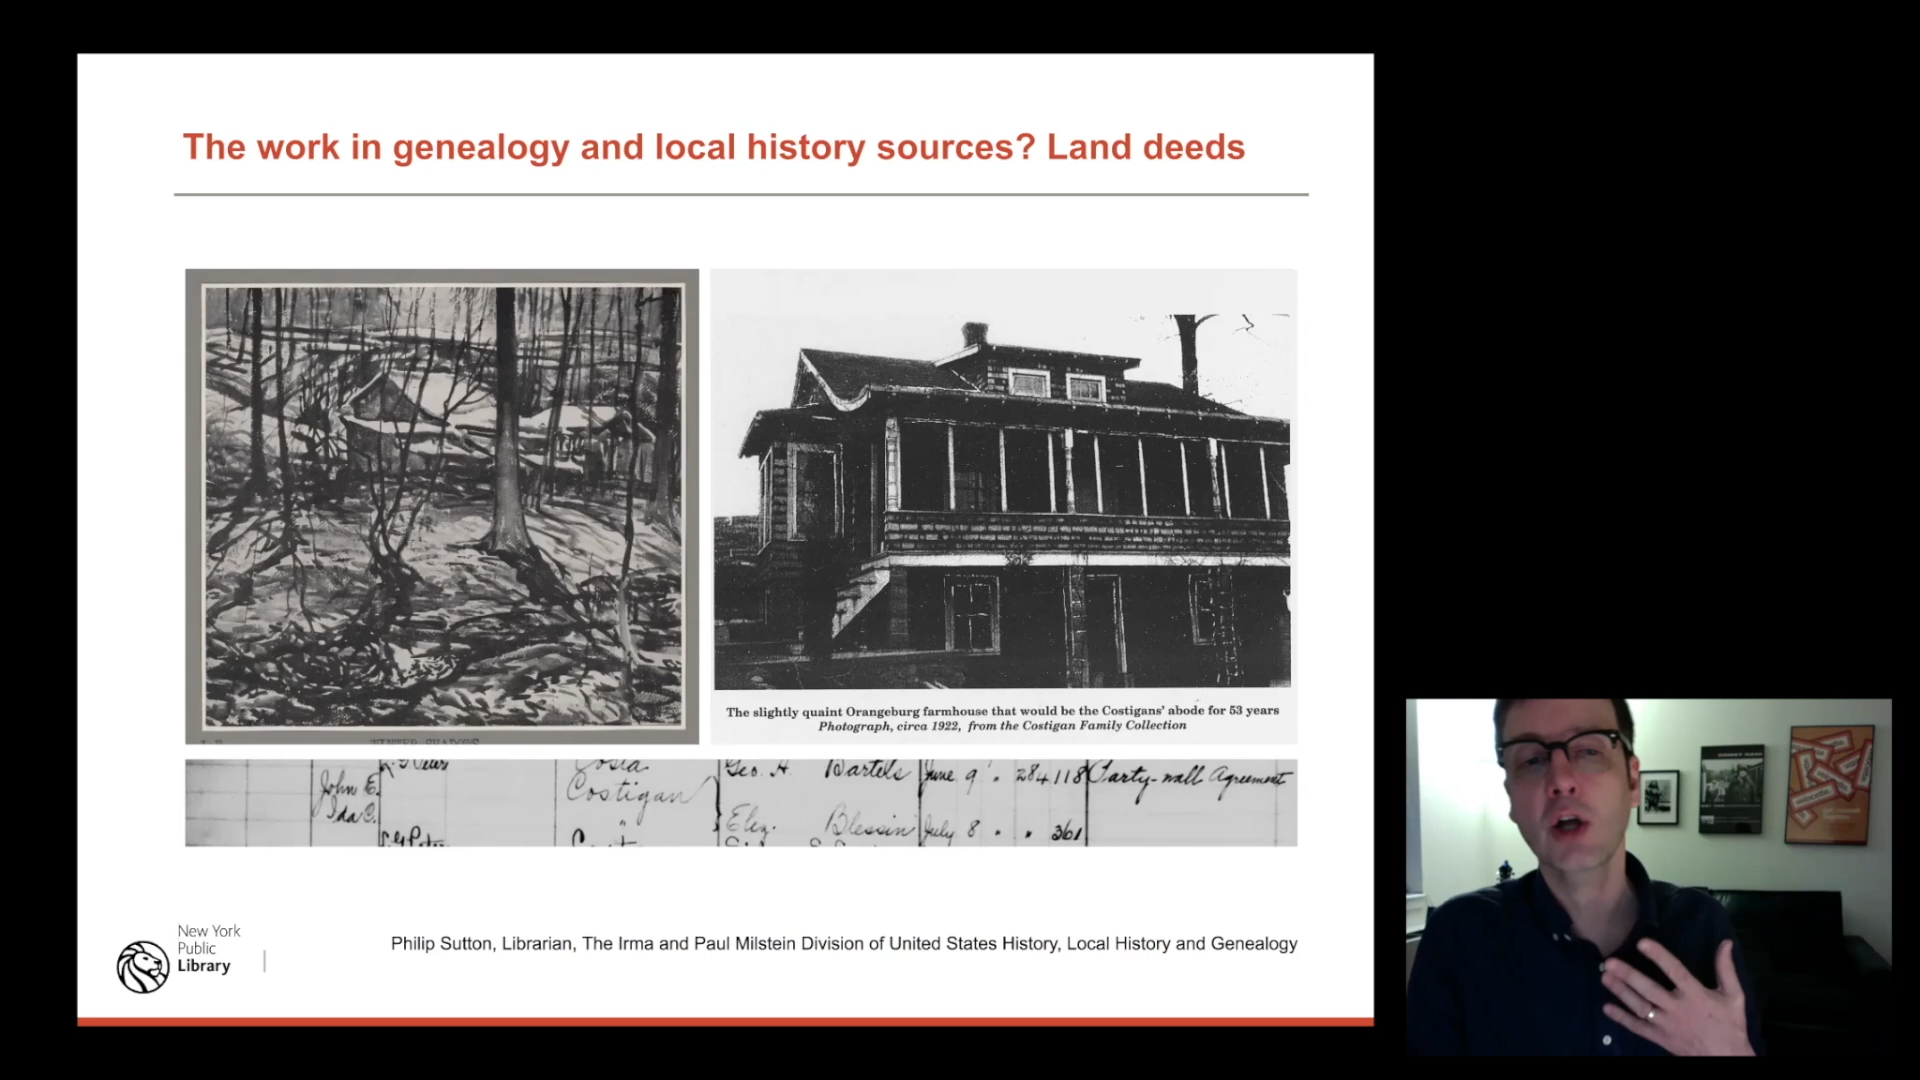 The work in genealogy and local history sources? Land deeds
WINTER SHADOWS
The slightly quaint Orangeburg farmhouse that would be the Costigans' abode for 53 years
Photograph, circa 1922, from the Costigan Family Collection
Costa Geo. H. Bartels June 9 " 284 118 Party-wall Agreement
John E. Costigan
Ida C. " Eliz. Blessin July 8 " " 361
New York
Public
Library
Philip Sutton, Librarian, The Irma and Paul Milstein Division of United States History, Local History and Genealogy